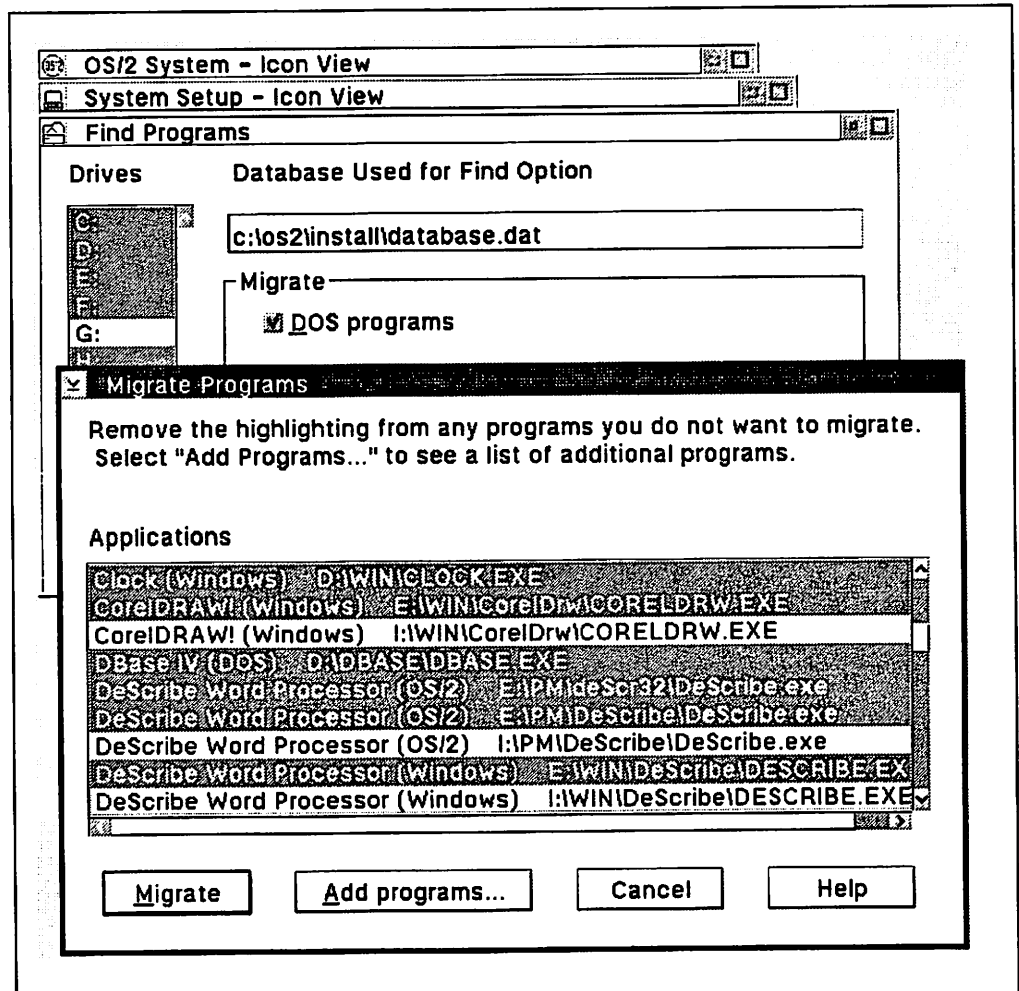 OS/2 System - Icon View
System Setup - Icon View
Find Programs
Drives
Database Used for Find Option
C:
D:
E:
F:
G:
H:
c:\os2\install\database.dat
Migrate
DOS programs
Migrate Programs
Remove the highlighting from any programs you do not want to migrate.
Select "Add Programs..." to see a list of additional programs.
Applications
Clock (Windows) D:\WIN\CLOCK.EXE
CorelDRAW! (Windows) E:\WIN\CorelDrw\CORELDRW.EXE
CorelDRAW! (Windows) I:\WIN\CorelDrw\CORELDRW.EXE
DBase IV (DOS) D:\DBASE\DBASE.EXE
DeScribe Word Processor (OS/2) E:\PM\deScr32\DeScribe.exe
DeScribe Word Processor (OS/2) E:\PM\DeScribe\DeScribe.exe
DeScribe Word Processor (OS/2) I:\PM\DeScribe\DeScribe.exe
DeScribe Word Processor (Windows) E:\WIN\DeScribe\DESCRIBE.EX
DeScribe Word Processor (Windows) I:\WIN\DeScribe\DESCRIBE.EXE
Migrate
Add programs...
Cancel
Help